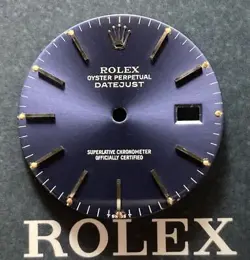 ROLEX
OYSTER PERPETUAL
DATEJUST
SUPERLATIVE CHRONOMETER
OFFICIALLY CERTIFIED
ROLEX